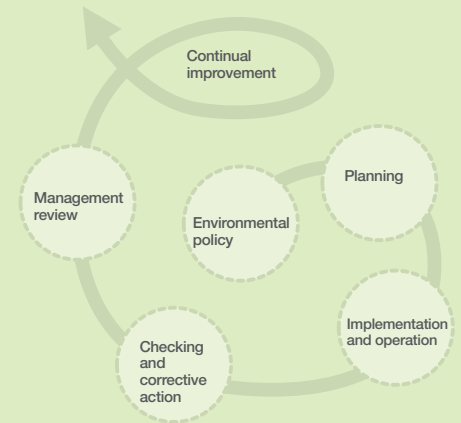 Continual
improvement
Planning
Management
review
Environmental
policy
Implementation
and operation
Checking
and
corrective
action